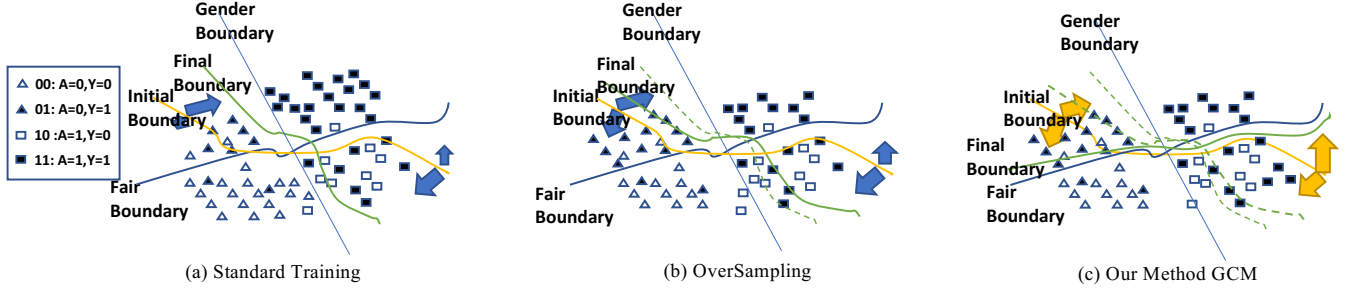 00: A=0,Y=0
01: A=0,Y=1
10 :A=1,Y=0
11: A=1,Y=1
Gender
Boundary
Final
Boundary
Initial
Boundary
Fair
Boundary
(a) Standard Training
Gender
Boundary
Final
Boundary
Initial
Boundary
Fair
Boundary
(b) OverSampling
Gender
Boundary
Initial
Boundary
Final
Boundary
Fair
Boundary
(c) Our Method GCM